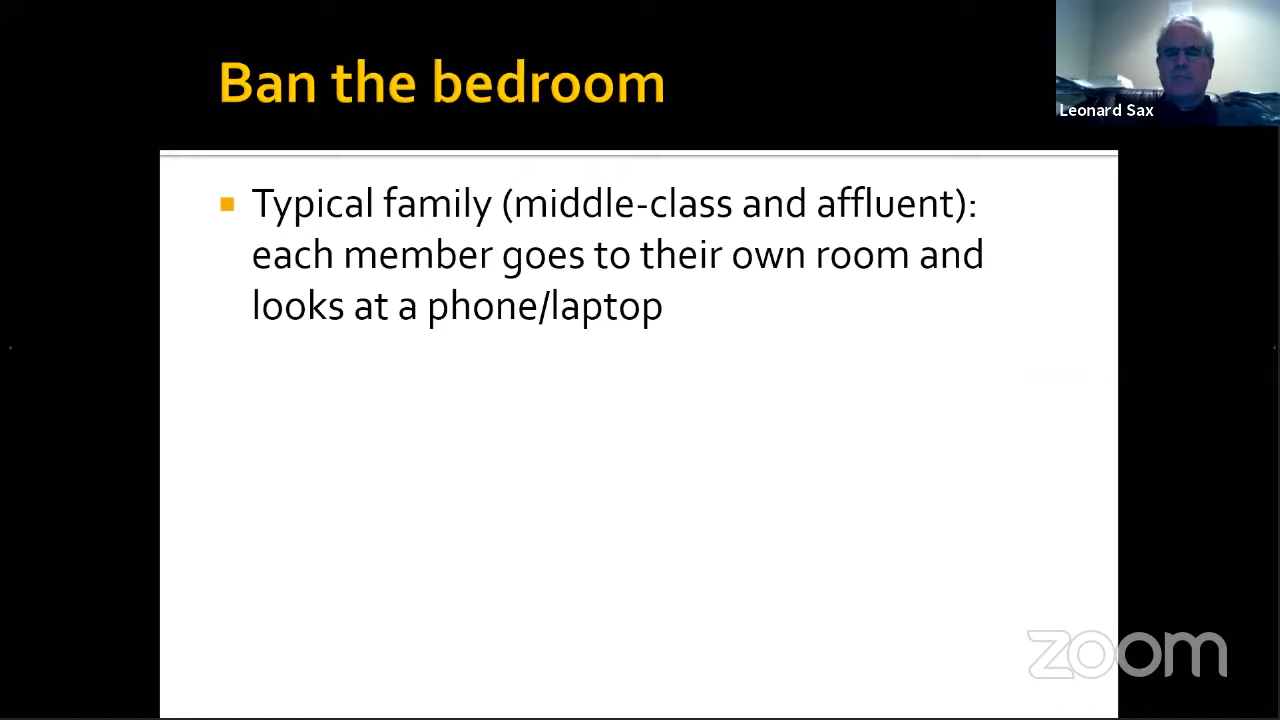 Ban the bedroom
Leonard Sax
Typical family (middle-class and affluent):
each member goes to their own room and
looks at a phone/laptop
zoom